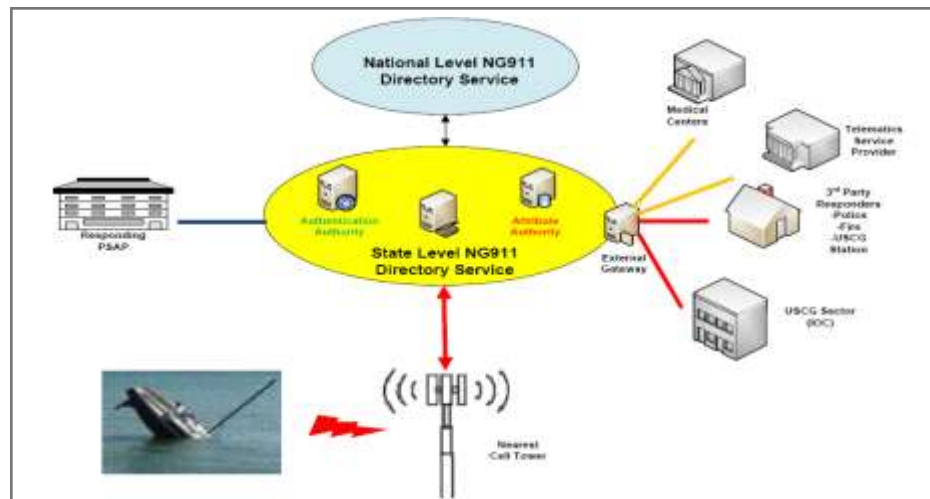 National Level NG911
Directory Service
Medical
Centers
Telematics
Service
Provider
Authentication
Authority
Attribute
Authority
State Level NG911
Directory Service
Responding
PSAP
External
Gateway
3rd Party
Responders
-Police
-Fire
-USCG
Station
USCG Sector
(IOC)
Nearest
Cell Tower